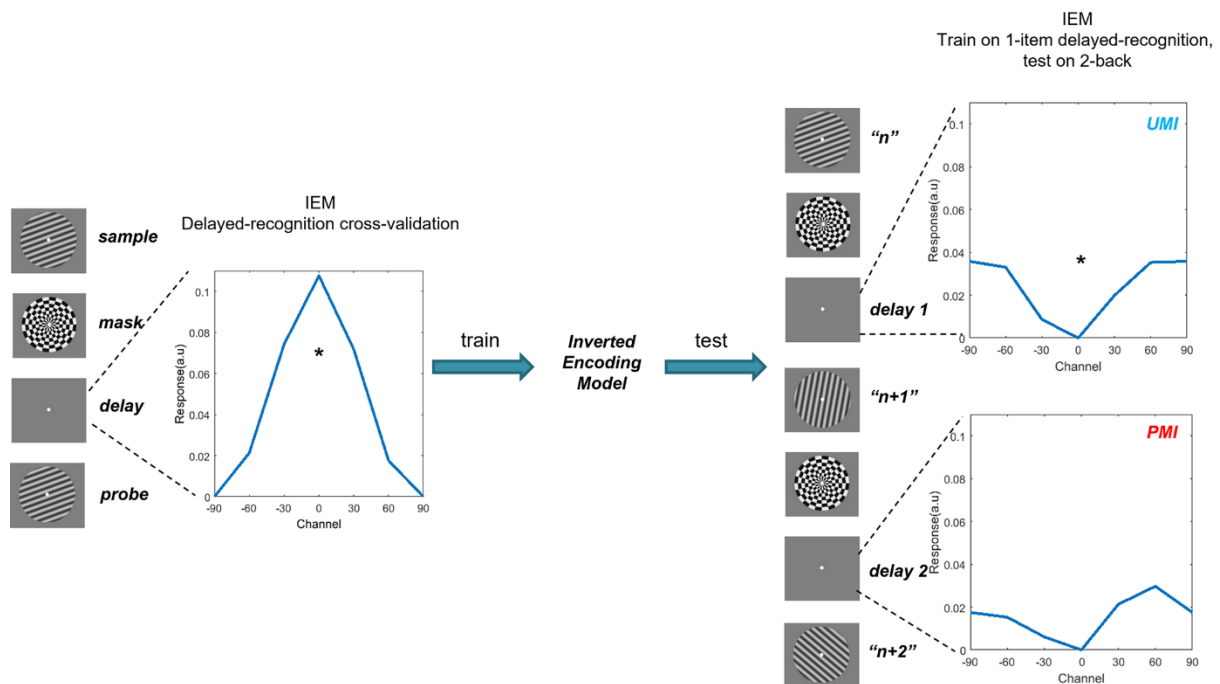 IEM
Delayed-recognition cross-validation
sample
mask
delay
probe
Response(a.u)
0.1
0.08
0.06
0.04
0.02
0
*
-90
-60
-30
0
30
60
90
Channel
train
Inverted
Encoding
Model
test
IEM
Train on 1-item delayed-recognition,
test on 2-back
“n”
delay 1
“n+1”
delay 2
“n+2”
UMI
Response(a.u)
0.1
0.08
0.06
0.04
0.02
0
*
-90
-60
-30
0
30
60
90
Channel
PMI
Response(a.u)
0.1
0.08
0.06
0.04
0.02
0
-90
-60
-30
0
30
60
90
Channel